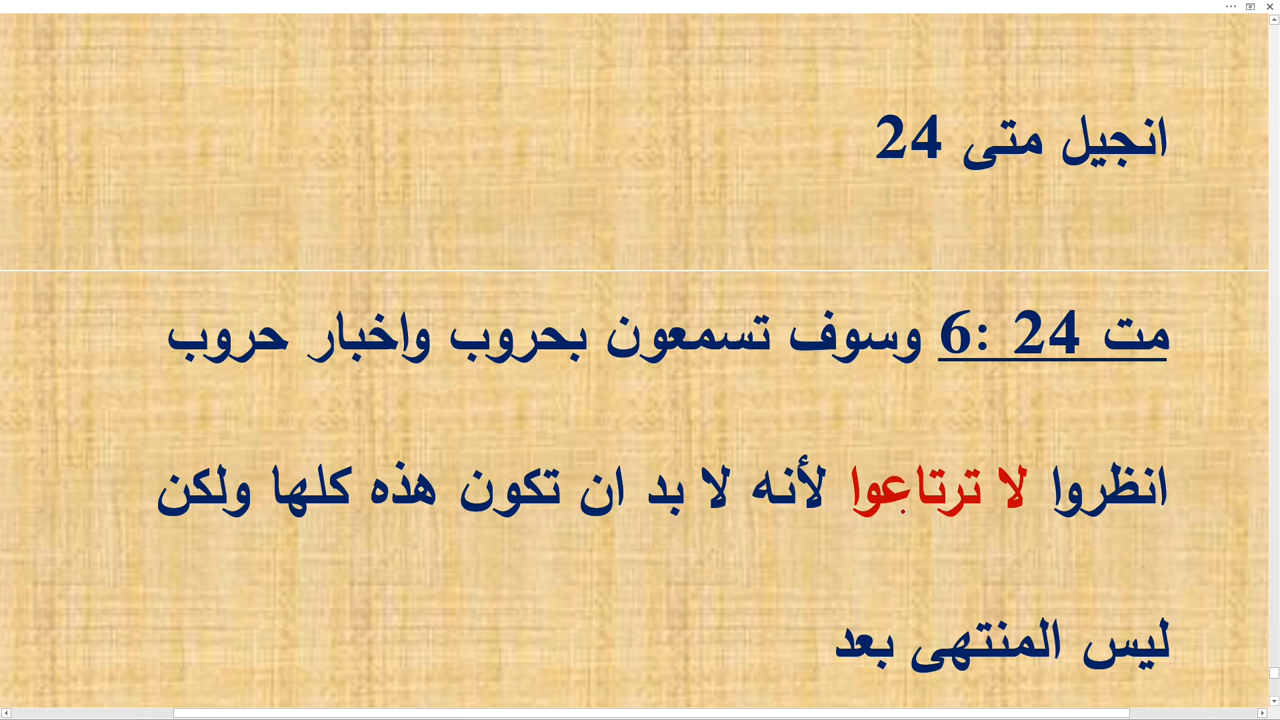 انجيل متى 24
مت 24 :6 وسوف تسمعون بحروب واخبار حروب
انظروا لا ترتاعوا لأنه لا بد ان تكون هذه كلها ولكن
ليس المنتهى بعد